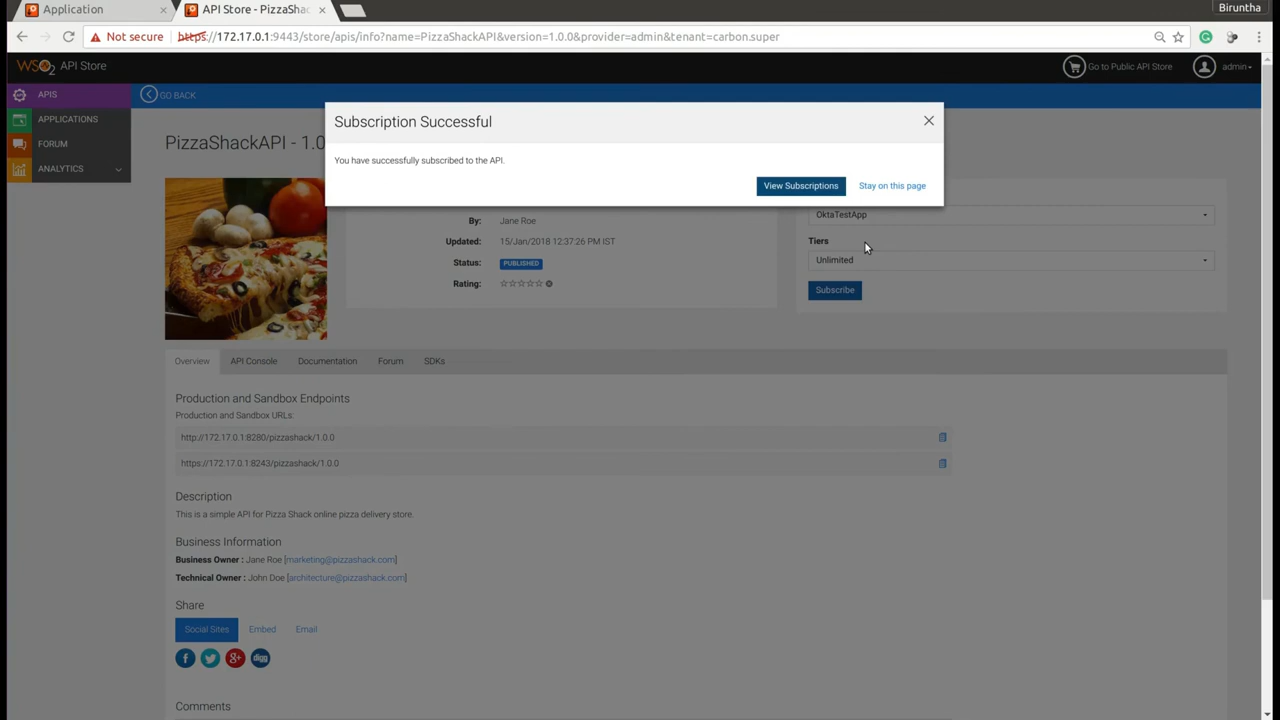 Application
API Store - PizzaShac
Biruntha
Not secure
https://172.17.0.1:9443/store/apis/info?name=PizzaShackAPI&version=1.0.0&provider=admin&tenant=carbon.super
WSO2 API Store
Go to Public API Store
admin
APIS
GO BACK
APPLICATIONS
FORUM
ANALYTICS
Subscription Successful
You have successfully subscribed to the API.
View Subscriptions
Stay on this page
PizzaShackAPI - 1.0
By: Jane Roe
Updated: 15/Jan/2018 12:37:26 PM IST
Status: PUBLISHED
Rating:
OktaTestApp
Tiers
Unlimited
Subscribe
Overview
API Console
Documentation
Forum
SDKs
Production and Sandbox Endpoints
Production and Sandbox URLs:
http://172.17.0.1:8280/pizzashack/1.0.0
https://172.17.0.1:8243/pizzashack/1.0.0
Description
This is a simple API for Pizza Shack online pizza delivery store.
Business Information
Business Owner : Jane Roe [marketing@pizzashack.com]
Technical Owner : John Doe [architecture@pizzashack.com]
Share
Social Sites
Embed
Email
digg
Comments